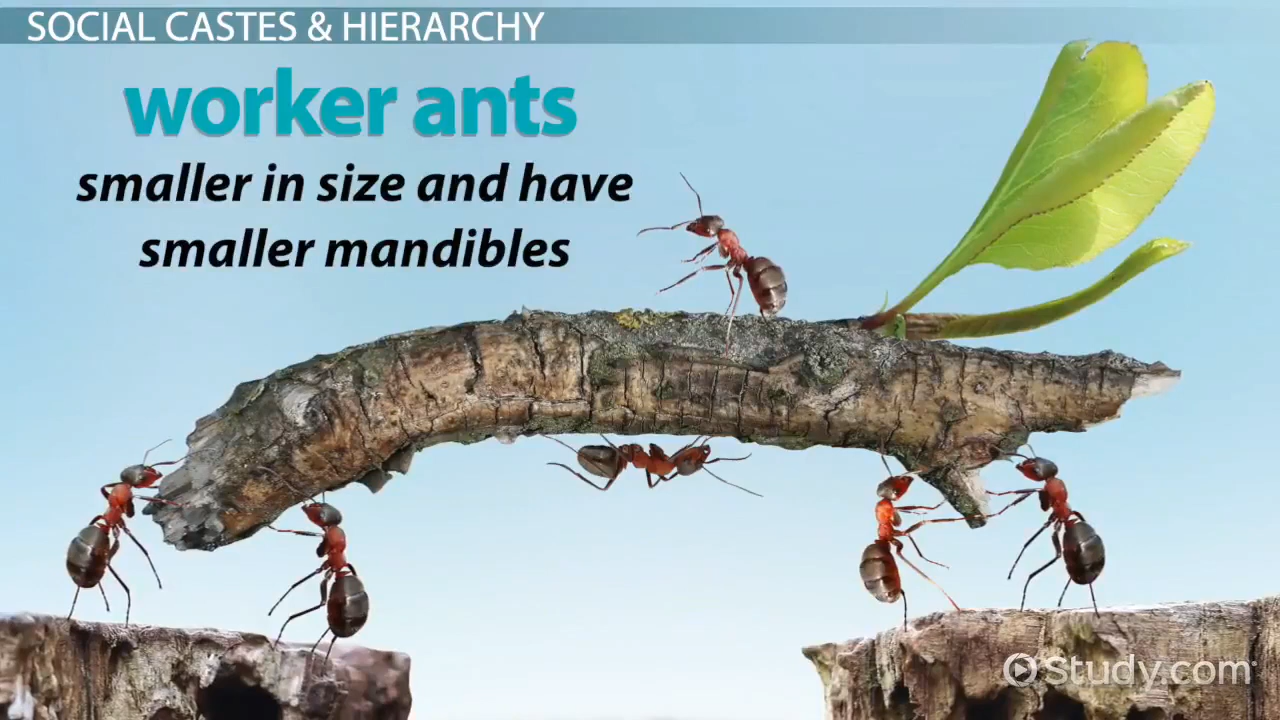 SOCIAL CASTES & HIERARCHY
worker ants
smaller in size and have
smaller mandibles
Study.com